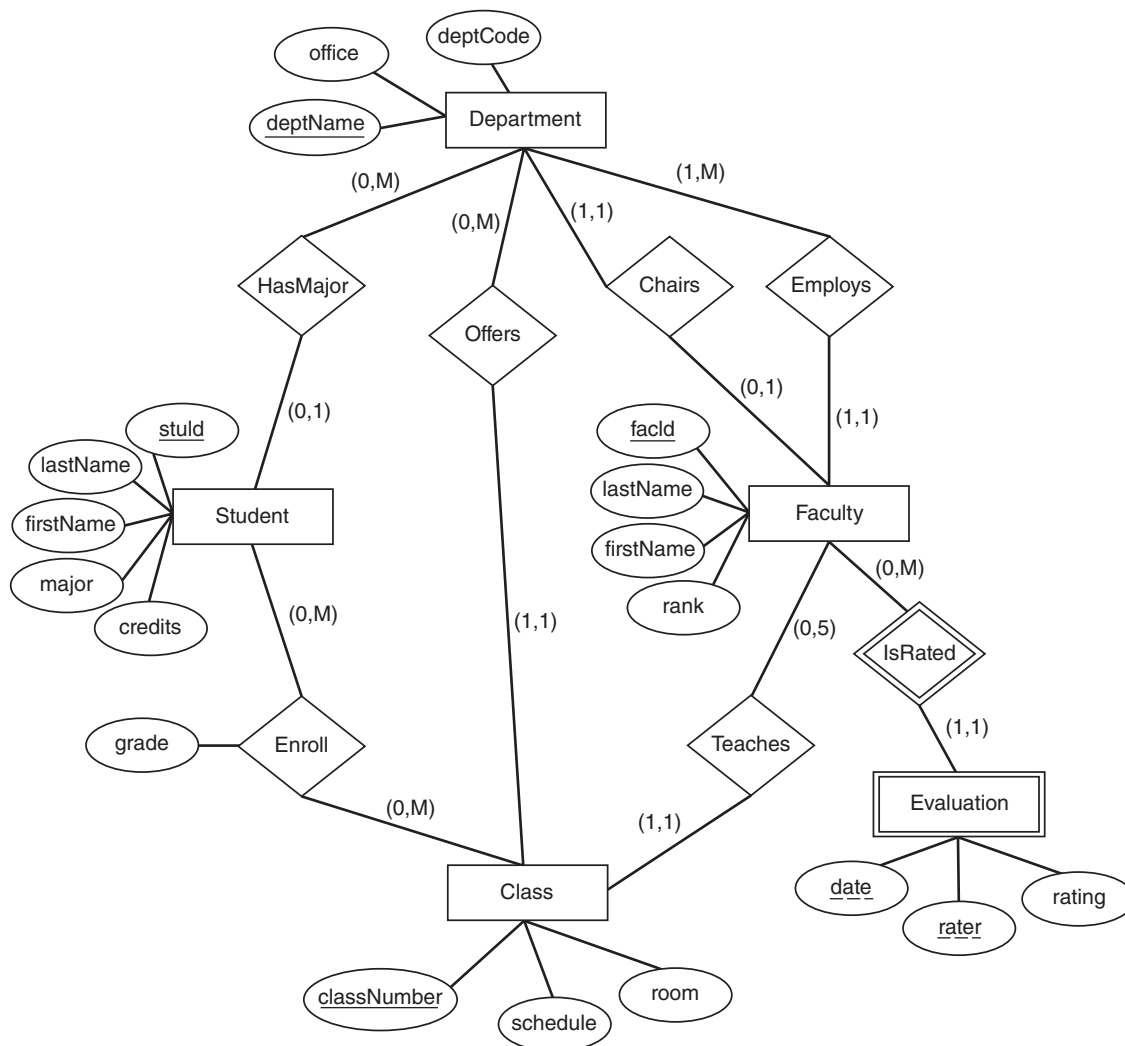 deptCode
office
Department
deptName
(0,M)
(1,M)
(0,M)
(1,1)
HasMajor
Chairs
Employs
Offers
(0,1)
(0,1)
(1,1)
stuId
facId
lastName
lastName
Student
Faculty
firstName
firstName
(0,M)
major
(0,M)
rank
credits
(1,1)
(0,5)
IsRated
grade
Enroll
Teaches
(1,1)
(0,M)
(1,1)
Evaluation
Class
date
rating
rater
classNumber
room
schedule